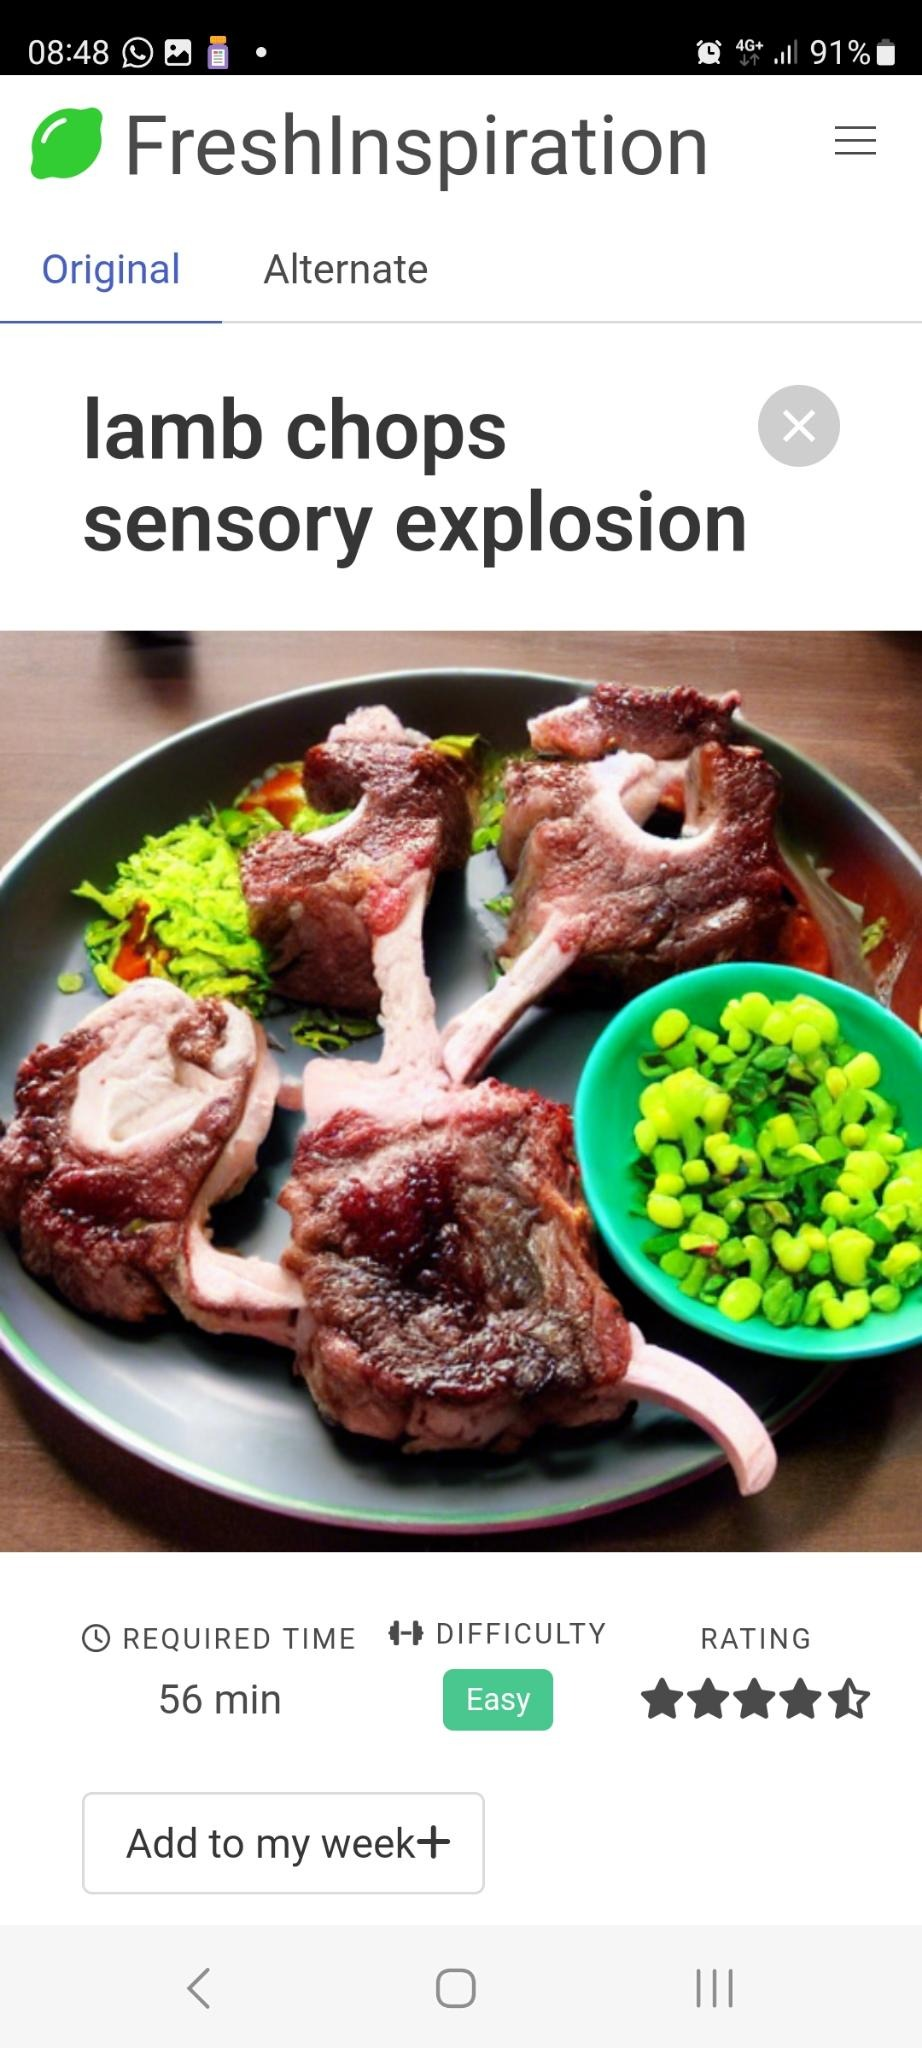 08:48
4G+
91%
FreshInspiration
Original
Alternate
lamb chops
sensory explosion
REQUIRED TIME
DIFFICULTY
RATING
56 min
Easy
Add to my week+